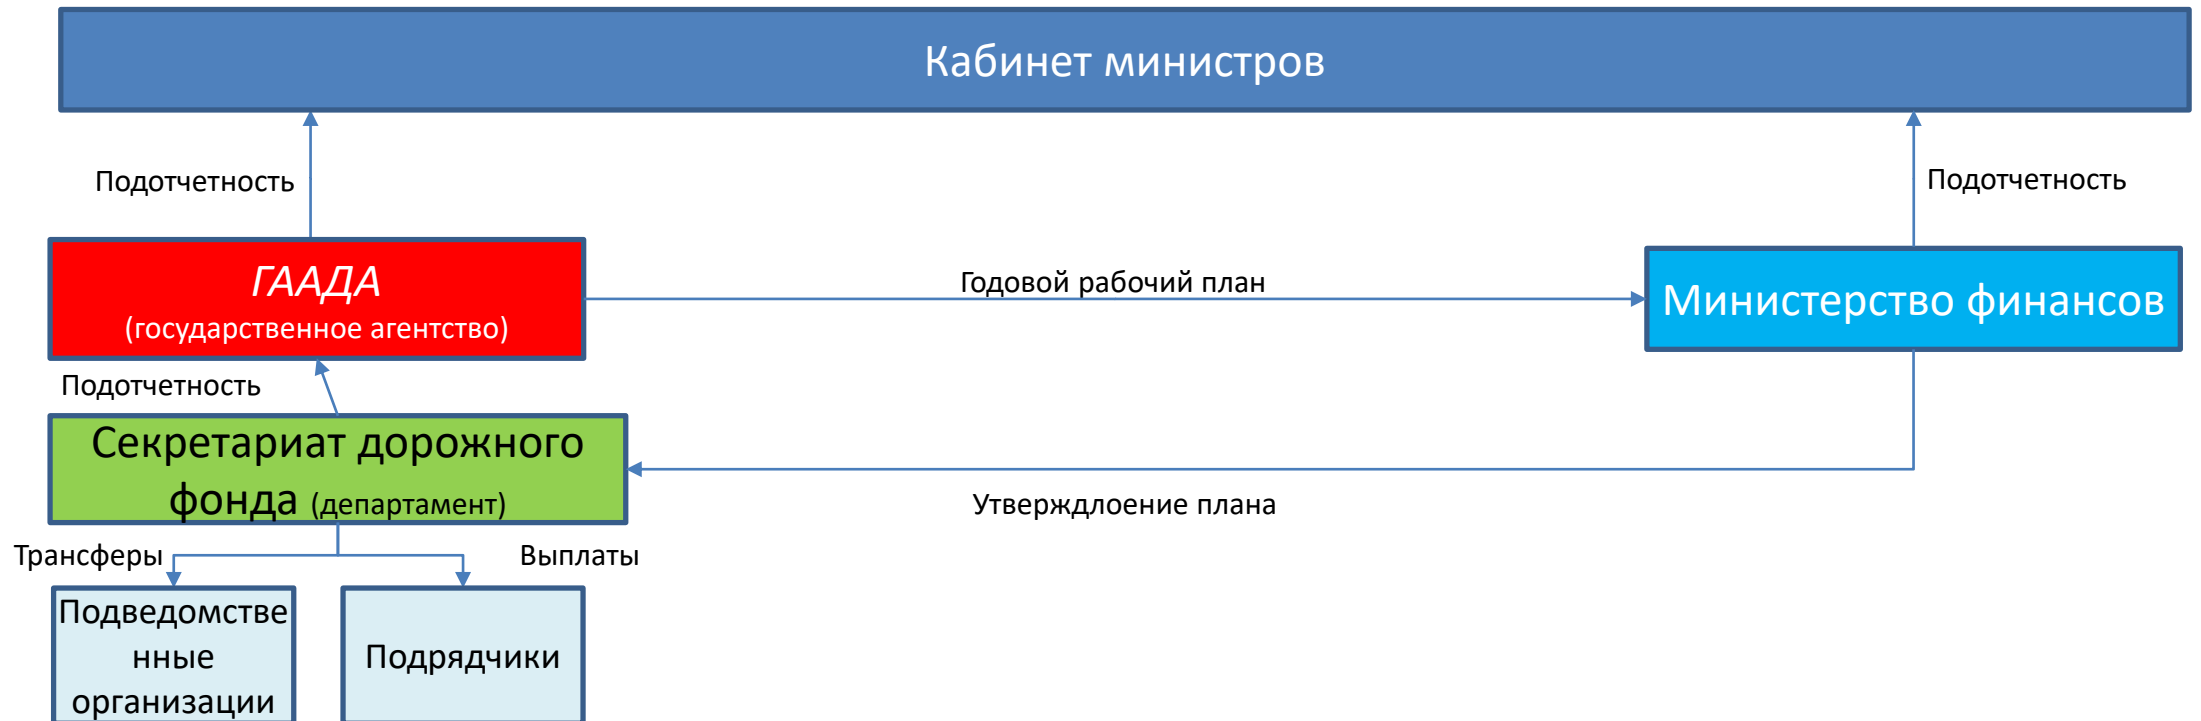 Кабинет министров
Подотчетность
Подотчетность
ГААДА
(государственное агентство)
Годовой рабочий план
Министерство финансов
Подотчетность
Секретариат дорожного
фонда (департамент)
Утверждлоение плана
Трансферы
Выплаты
Подведомстве
нные
организации
Подрядчики